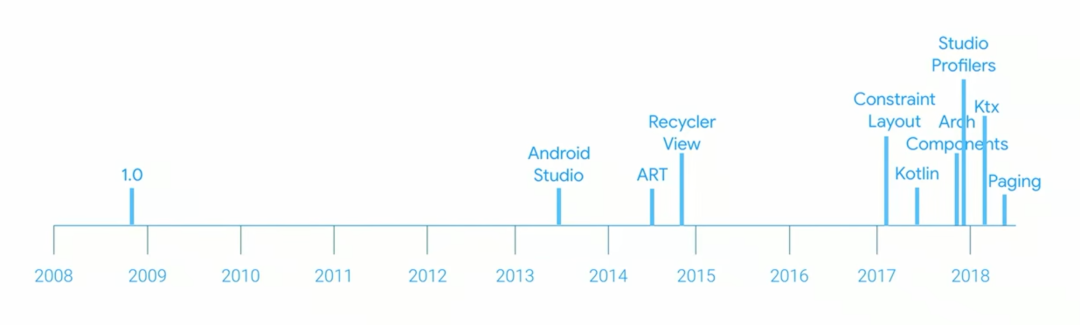 Studio
Profilers
Constraint
Layout
Ktx
Arch
Components
Recycler
View
Android
Studio
1.0
ART
Kotlin
Paging
2008 2009 2010 2011 2012 2013 2014 2015 2016 2017 2018